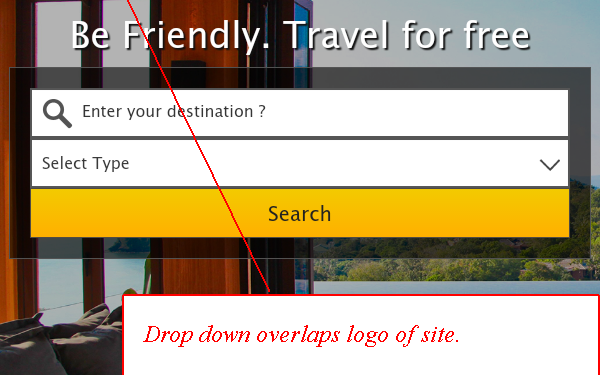 Be Friendly. Travel for free
Enter your destination ?
Select Type
Search
Drop down overlaps logo of site.